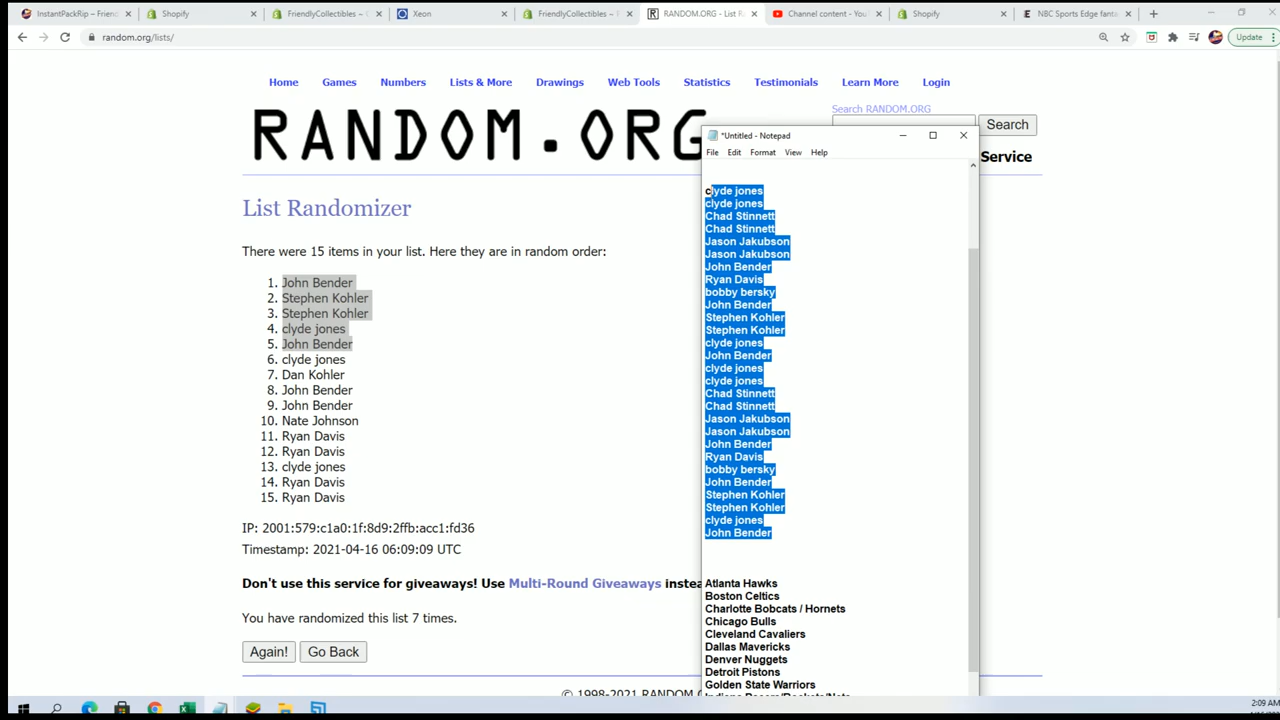 InstantPackRip – Frien
Shopify
FriendlyCollectibles –
Xeon
FriendlyCollectibles –
RANDOM.ORG - List R
Channel content - You
Shopify
NBC Sports Edge fanta
random.org/lists/
Update
Home Games Numbers Lists & More Drawings Web Tools Statistics Testimonials Learn More Login
RANDOM.ORG
Search RANDOM.ORG
Search
Service
List Randomizer
There were 15 items in your list. Here they are in random order:
1. John Bender
2. Stephen Kohler
3. Stephen Kohler
4. clyde jones
5. John Bender
6. clyde jones
7. Dan Kohler
8. John Bender
9. John Bender
10. Nate Johnson
11. Ryan Davis
12. Ryan Davis
13. clyde jones
14. Ryan Davis
15. Ryan Davis
IP: 2001:579:c1a0:1f:8d9:2ffb:acc1:fd36
Timestamp: 2021-04-16 06:09:09 UTC
Don't use this service for giveaways! Use Multi-Round Giveaways instea
You have randomized this list 7 times.
Again! Go Back
© 1998-2021 RANDOM.O
*Untitled - Notepad
File Edit Format View Help
clyde jones
clyde jones
Chad Stinnett
Chad Stinnett
Jason Jakubson
Jason Jakubson
John Bender
Ryan Davis
bobby bersky
John Bender
Stephen Kohler
Stephen Kohler
clyde jones
John Bender
clyde jones
clyde jones
Chad Stinnett
Chad Stinnett
Jason Jakubson
Jason Jakubson
John Bender
Ryan Davis
bobby bersky
John Bender
Stephen Kohler
Stephen Kohler
clyde jones
John Bender
Atlanta Hawks
Boston Celtics
Charlotte Bobcats / Hornets
Chicago Bulls
Cleveland Cavaliers
Dallas Mavericks
Denver Nuggets
Detroit Pistons
Golden State Warriors
2:09 AM